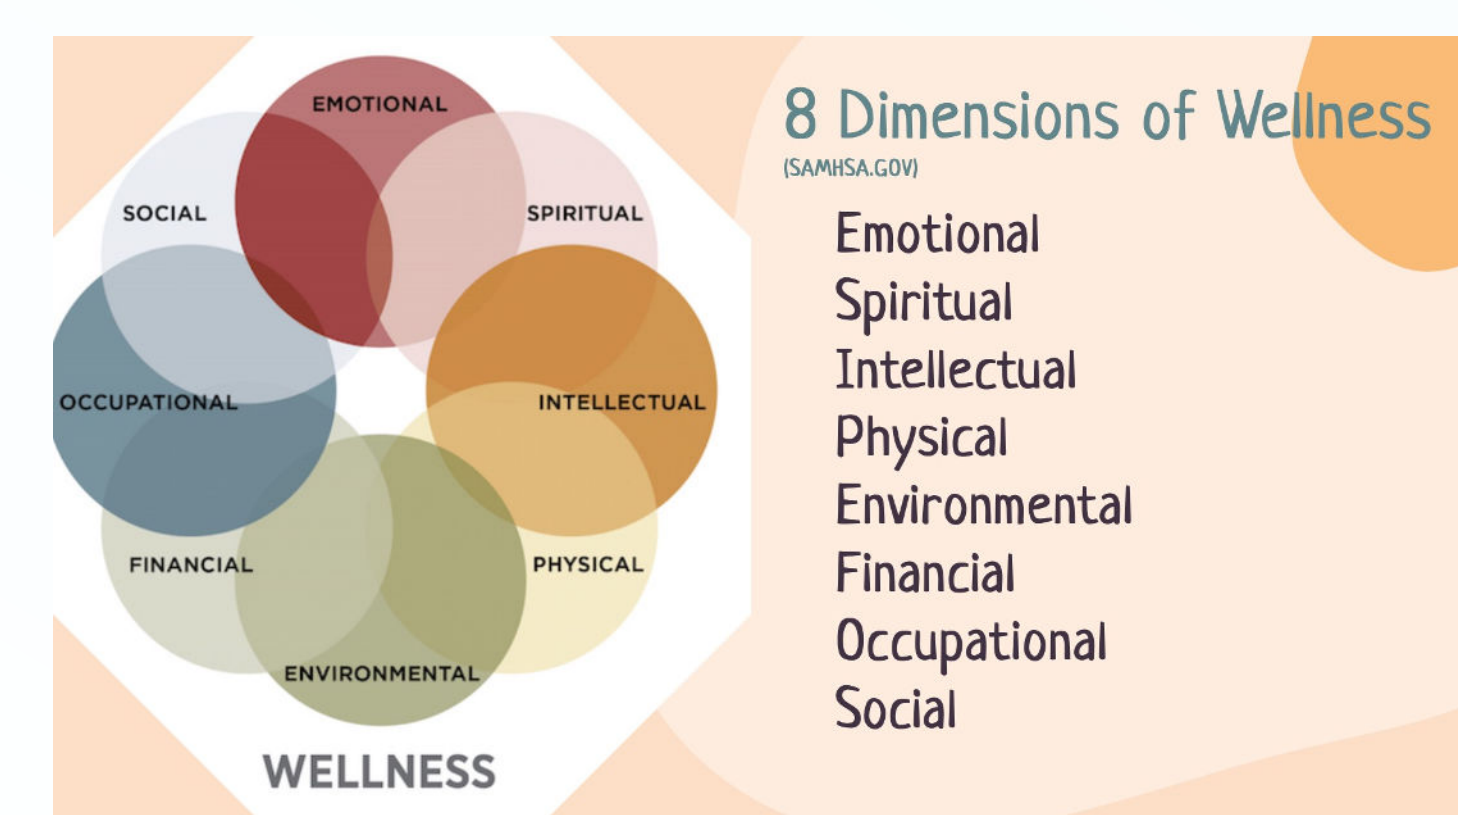 EMOTIONAL
SOCIAL
SPIRITUAL
OCCUPATIONAL
INTELLECTUAL
FINANCIAL
PHYSICAL
ENVIRONMENTAL
WELLNESS
8 Dimensions of Wellness
(SAMHSA.GOV)
Emotional
Spiritual
Intellectual
Physical
Environmental
Financial
Occupational
Social